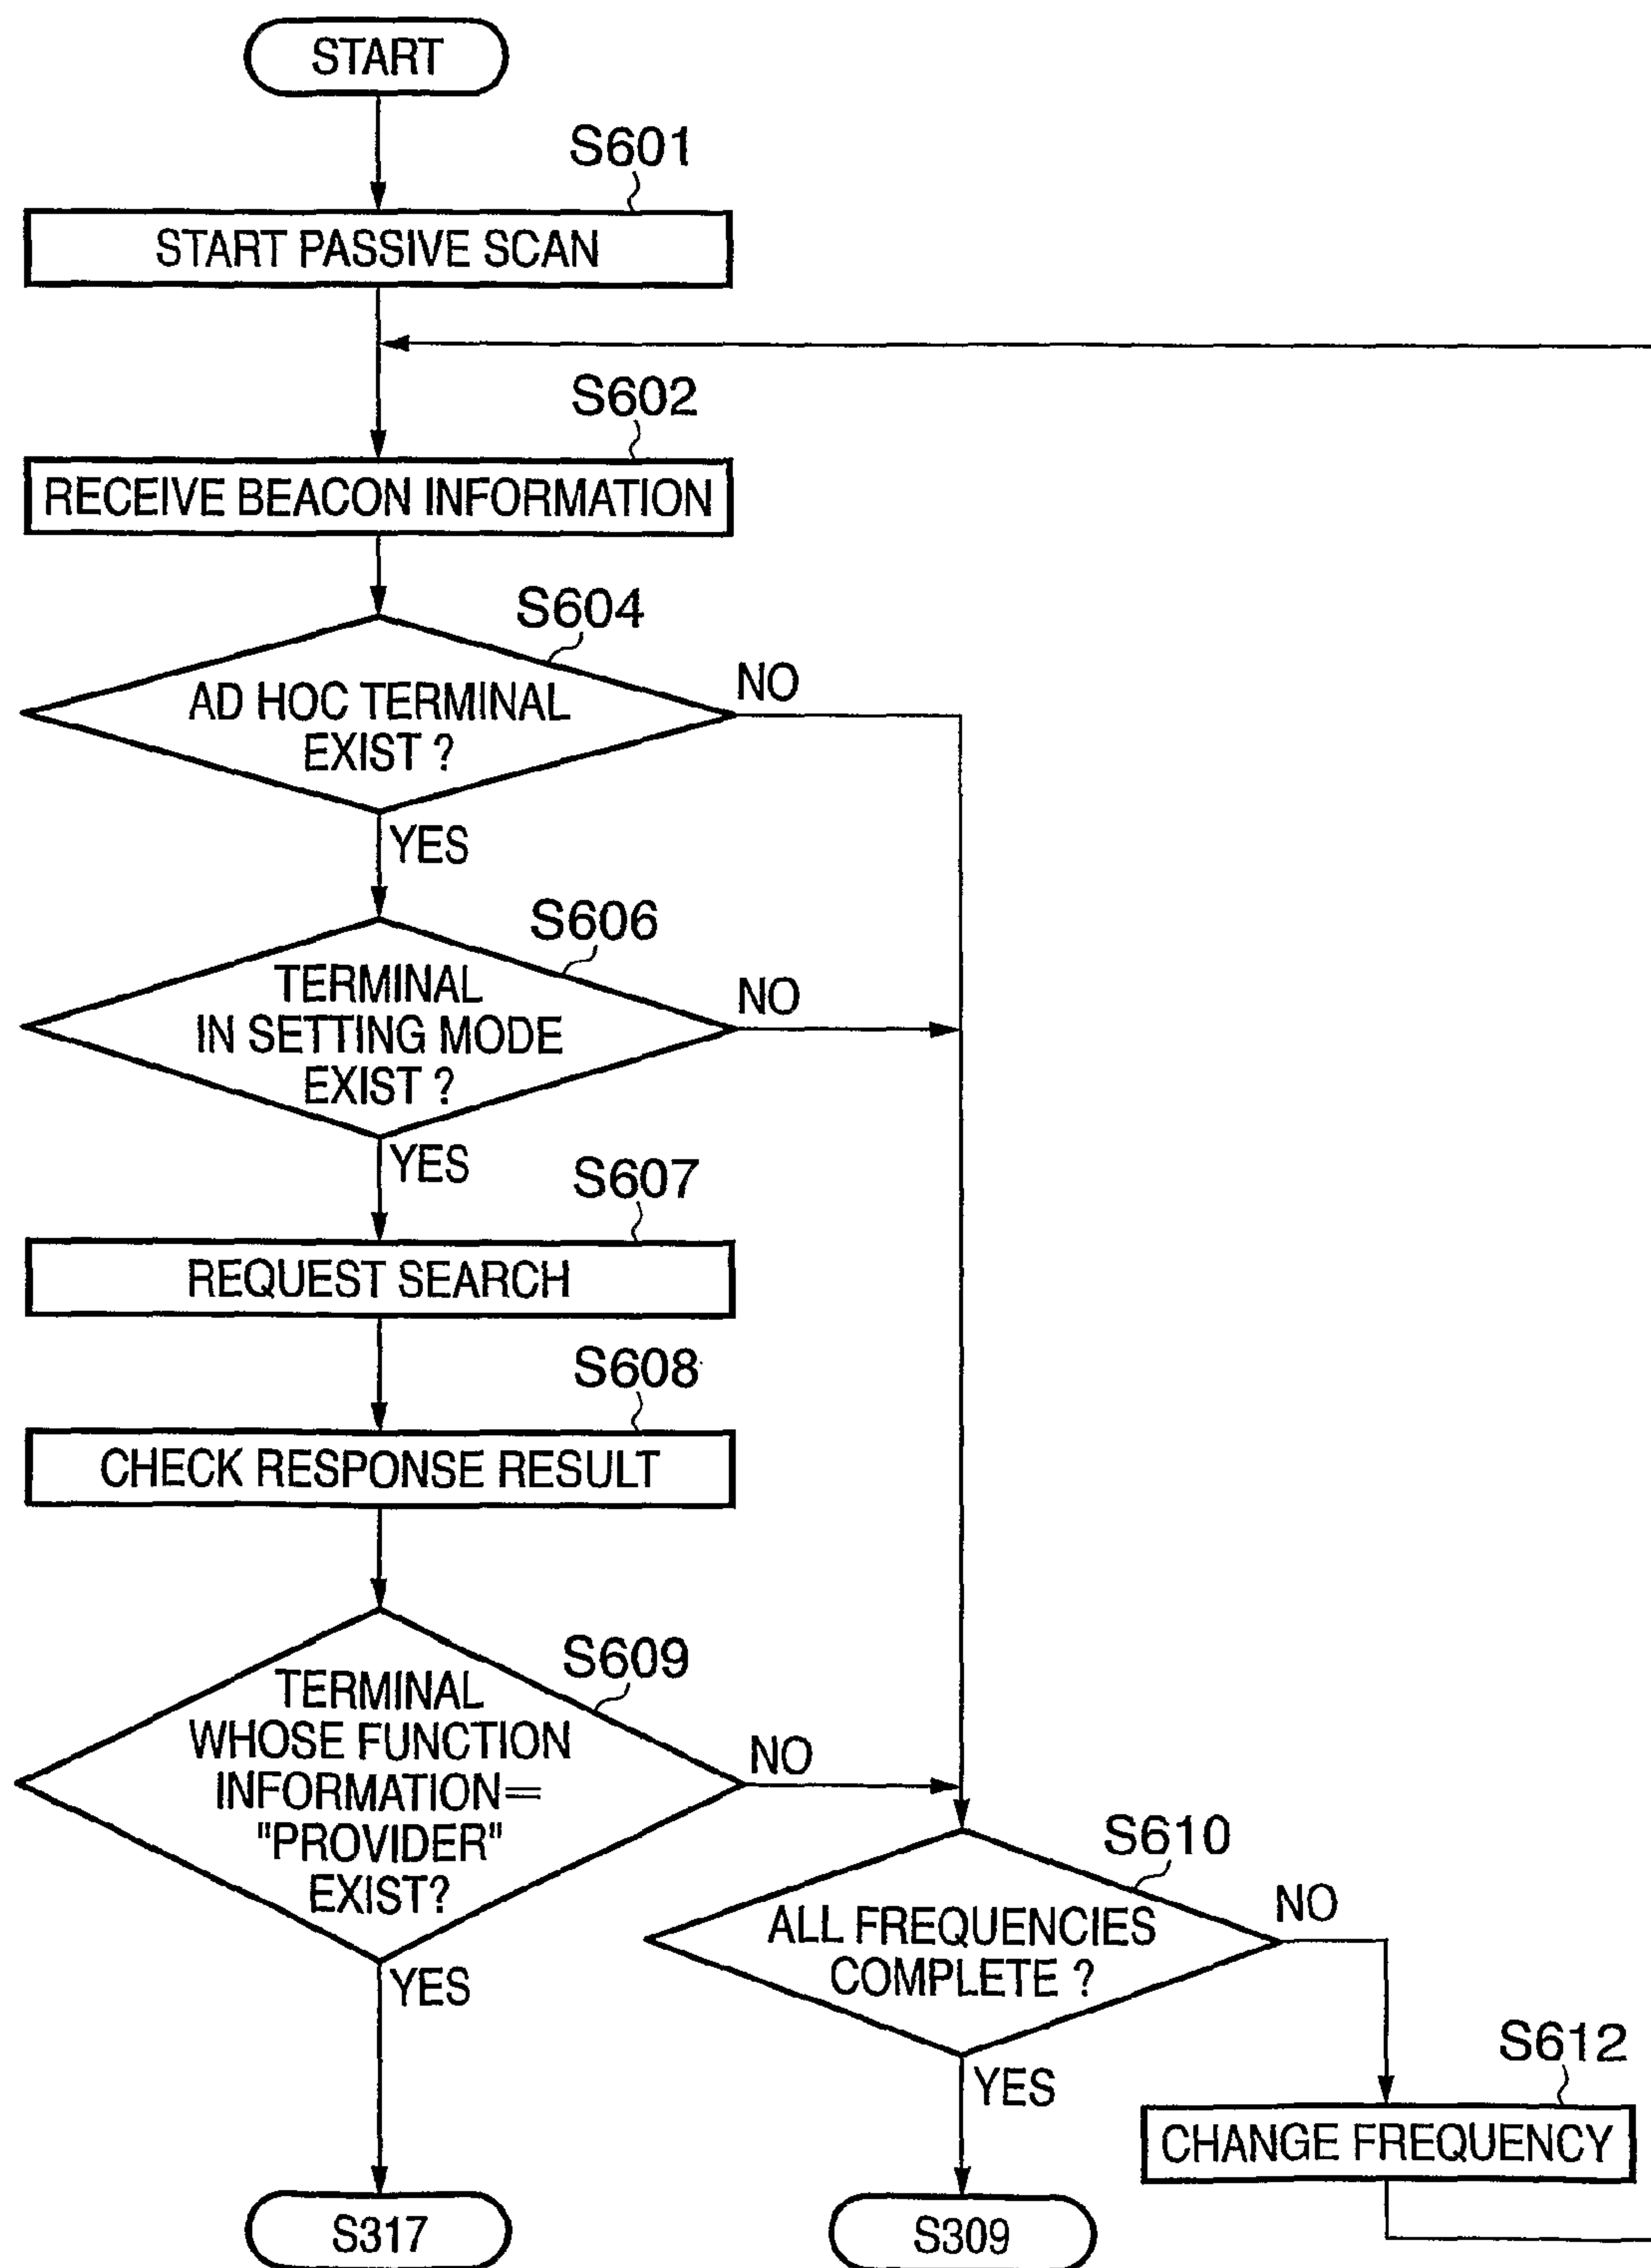 START
S601
START PASSIVE SCAN
S602
RECEIVE BEACON INFORMATION
S604
AD HOC TERMINAL
EXIST ?
NO
YES
S606
TERMINAL
IN SETTING MODE
EXIST ?
NO
YES
S607
REQUEST SEARCH
S608
CHECK RESPONSE RESULT
S609
TERMINAL
WHOSE FUNCTION
INFORMATION=
"PROVIDER"
EXIST?
NO
YES
S610
ALL FREQUENCIES
COMPLETE ?
NO
YES
S612
CHANGE FREQUENCY
S317
S309